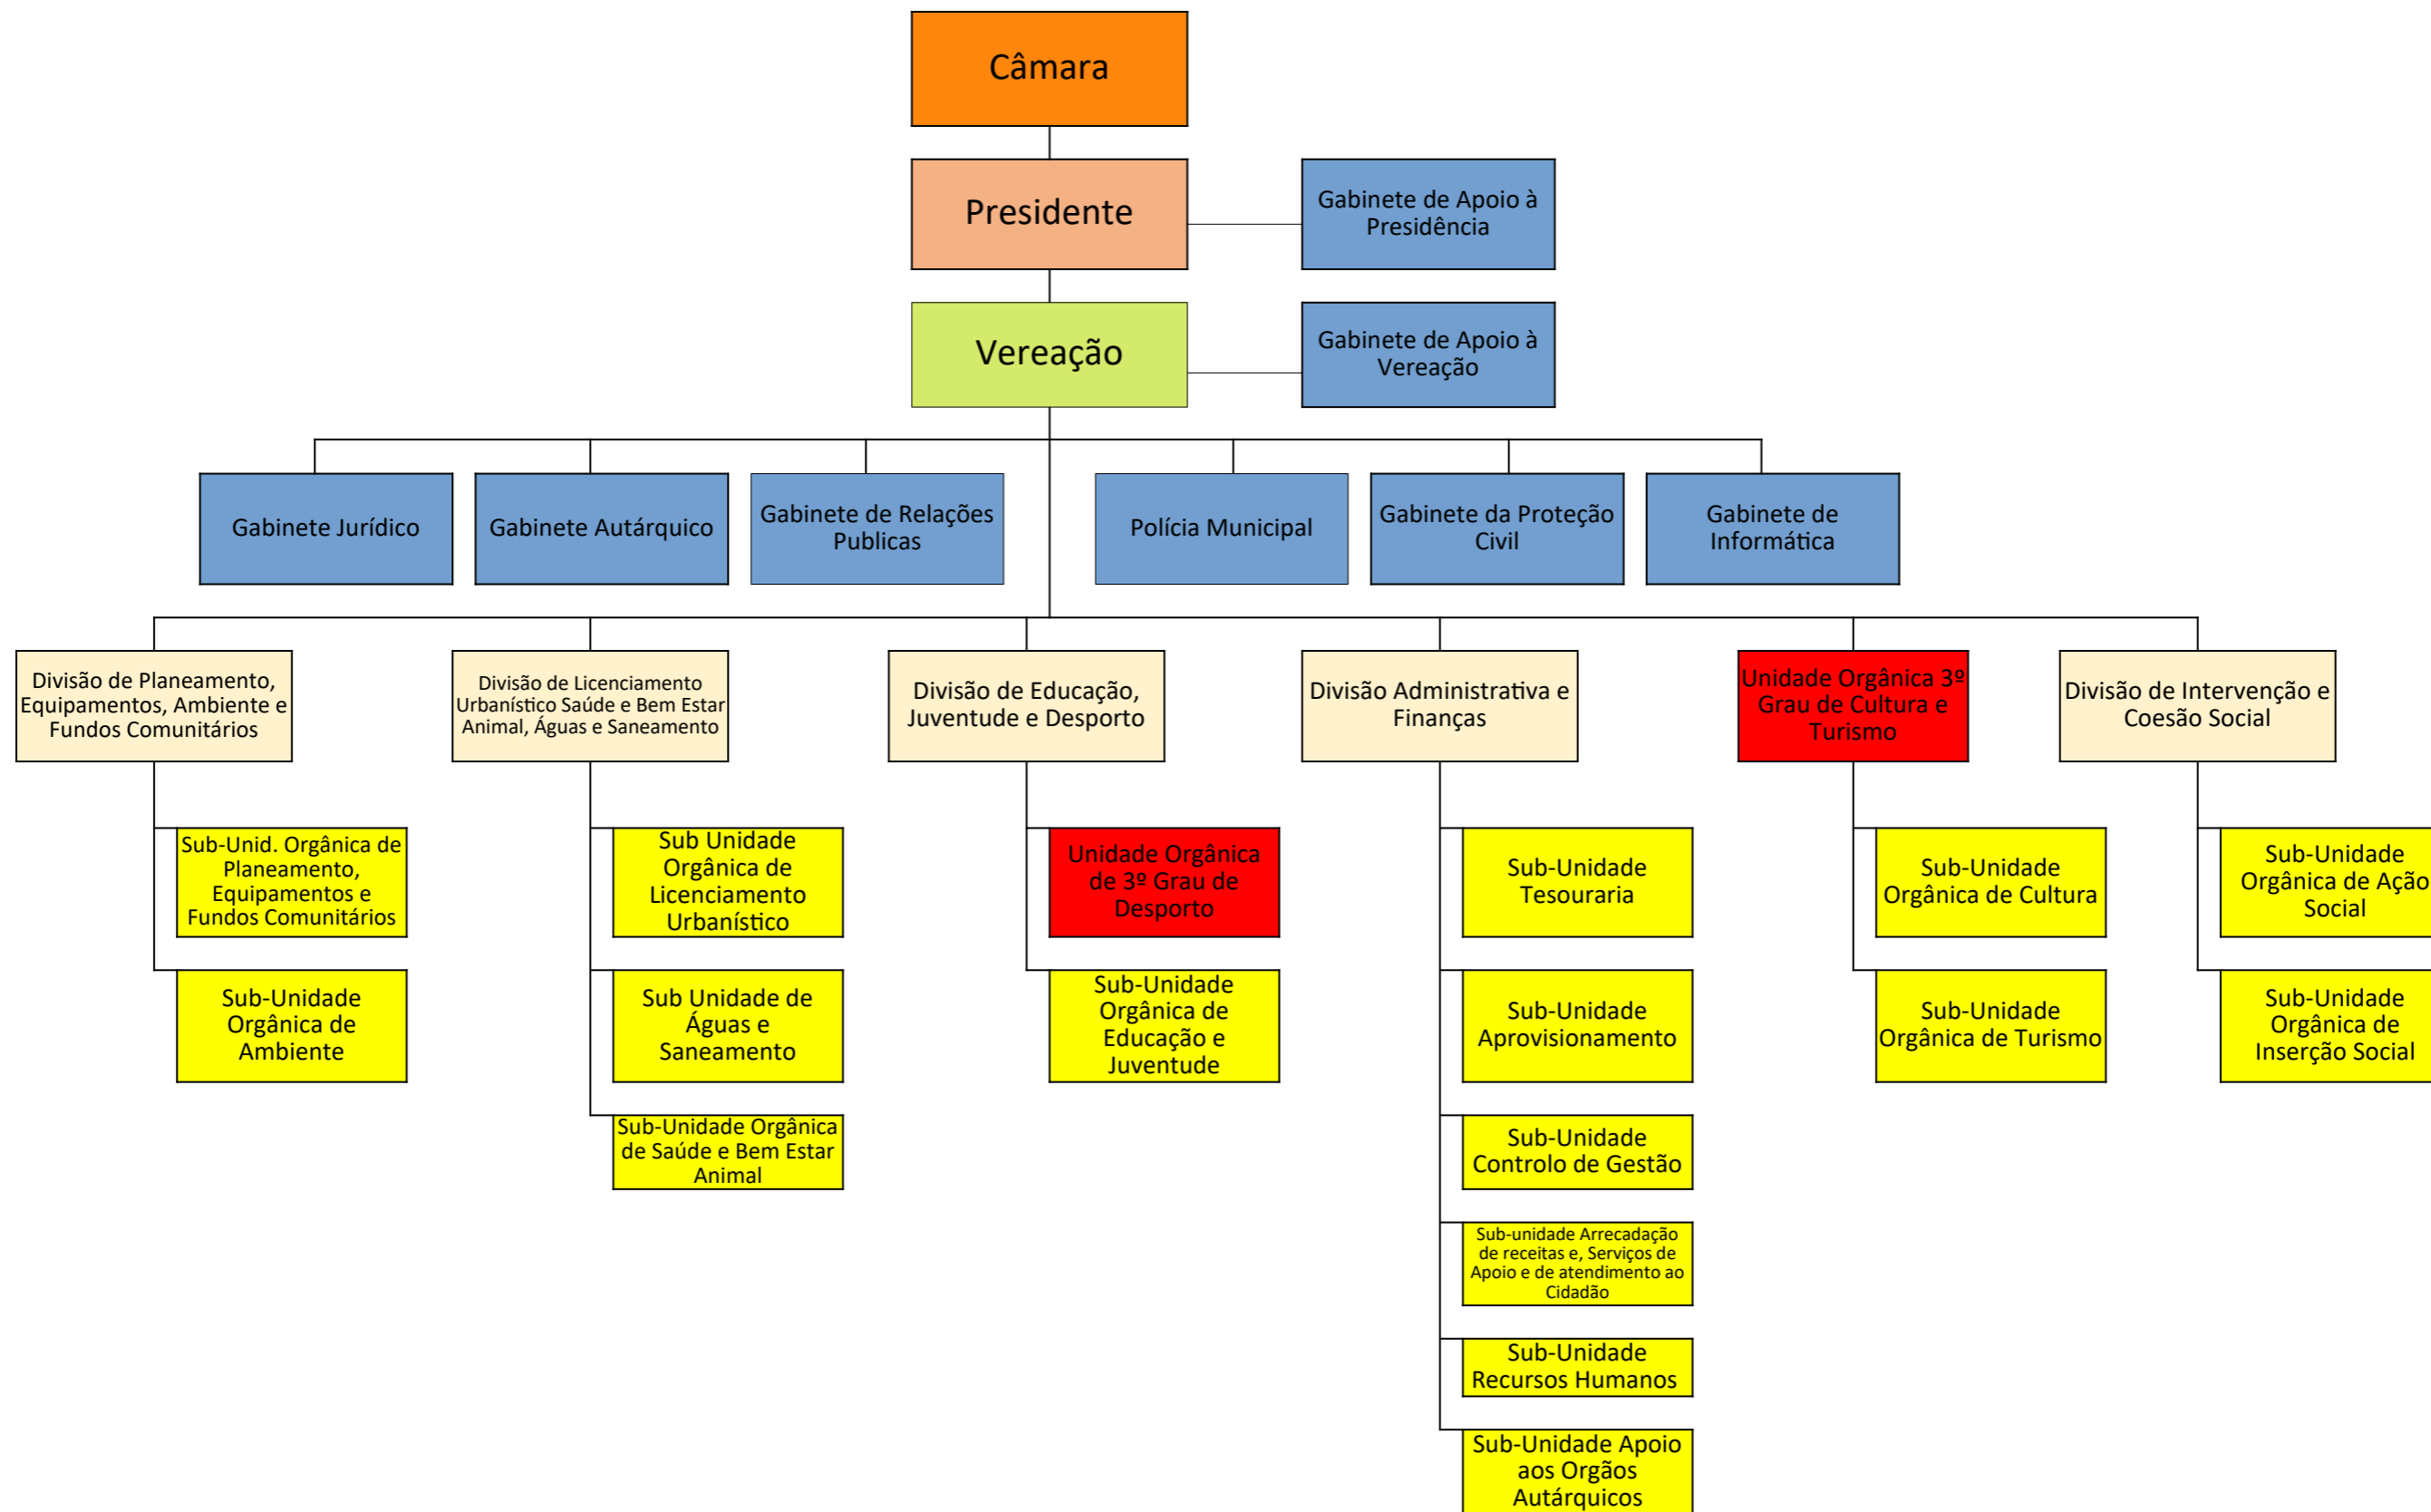 Câmara
Presidente
Gabinete de Apoio à
Presidência
Vereação
Gabinete de Apoio à
Vereação
Gabinete Jurídico
Gabinete Autárquico
Gabinete de Relações
Publicas
Polícia Municipal
Gabinete da Proteção
Civil
Gabinete de
Informática
Divisão de Planeamento,
Equipamentos, Ambiente e
Fundos Comunitários
Divisão de Licenciamento
Urbanístico Saúde e Bem Estar
Animal, Águas e Saneamento
Divisão de Educação,
Juventude e Desporto
Divisão Administrativa e
Finanças
Unidade Orgânica 3º
Grau de Cultura e
Turismo
Divisão de Intervenção e
Coesão Social
Sub-Unid. Orgânica de
Planeamento,
Equipamentos e
Fundos Comunitários
Sub-Unidade
Orgânica de
Ambiente
Sub Unidade
Orgânica de
Licenciamento
Urbanístico
Sub Unidade de
Águas e
Saneamento
Sub-Unidade Orgânica
de Saúde e Bem Estar
Animal
Unidade Orgânica
de 3º Grau de
Desporto
Sub-Unidade
Orgânica de
Educação e
Juventude
Sub-Unidade
Tesouraria
Sub-Unidade
Aprovisionamento
Sub-Unidade
Controlo de Gestão
Sub-unidade Arrecadação
de receitas e, Serviços de
Apoio e de atendimento ao
Cidadão
Sub-Unidade
Recursos Humanos
Sub-Unidade Apoio
aos Orgãos
Autárquicos
Sub-Unidade
Orgânica de Cultura
Sub-Unidade
Orgânica de Turismo
Sub-Unidade
Orgânica de Ação
Social
Sub-Unidade
Orgânica de
Inserção Social